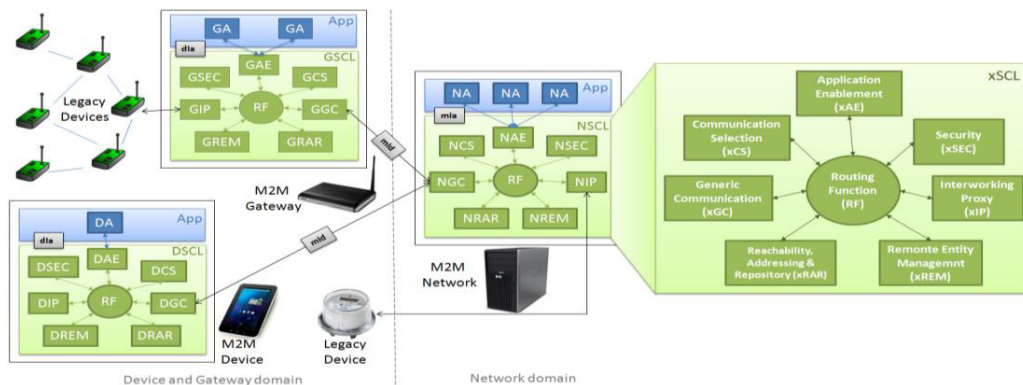 App
GA
GA
dIa
GSCL
GAE
GSEC
GCS
GIP
RF
GGC
GREM
GRAR
Legacy
Devices
mId
M2M
Gateway
App
DA
dIa
DSCL
DAE
DSEC
DCS
DIP
RF
DGC
DREM
DRAR
mId
M2M
Device
Legacy
Device
Device and Gateway domain
NA
NA
NA
App
mIa
NSCL
NAE
NCS
NSEC
NGC
RF
NIP
NRAR
NREM
M2M
Network
Network domain
xSCL
Application
Enablement
(xAE)
Communication
Selection
(xCS)
Security
(xSEC)
Generic
Communication
(xGC)
Routing
Function
(RF)
Interworking
Proxy
(xIP)
Reachability,
Addressing &
Repository (xRAR)
Remonte Entity
Managemnt
(xREM)